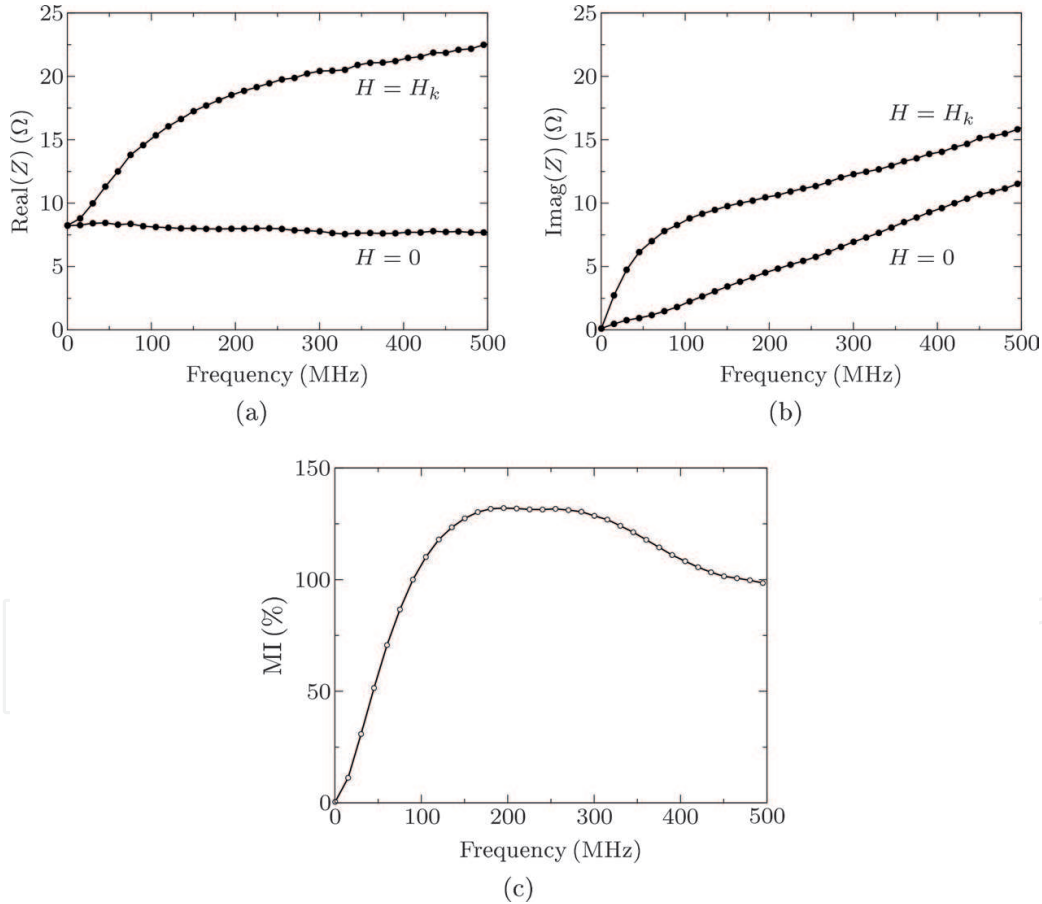 25
20
15
10
5
0
Real(Z) (Ω)
H = H_k
H = 0
0 100 200 300 400 500
Frequency (MHz)
(a)
25
20
15
10
5
0
Imag(Z) (Ω)
H = H_k
H = 0
0 100 200 300 400 500
Frequency (MHz)
(b)
150
100
50
0
MI (%)
0 100 200 300 400 500
Frequency (MHz)
(c)